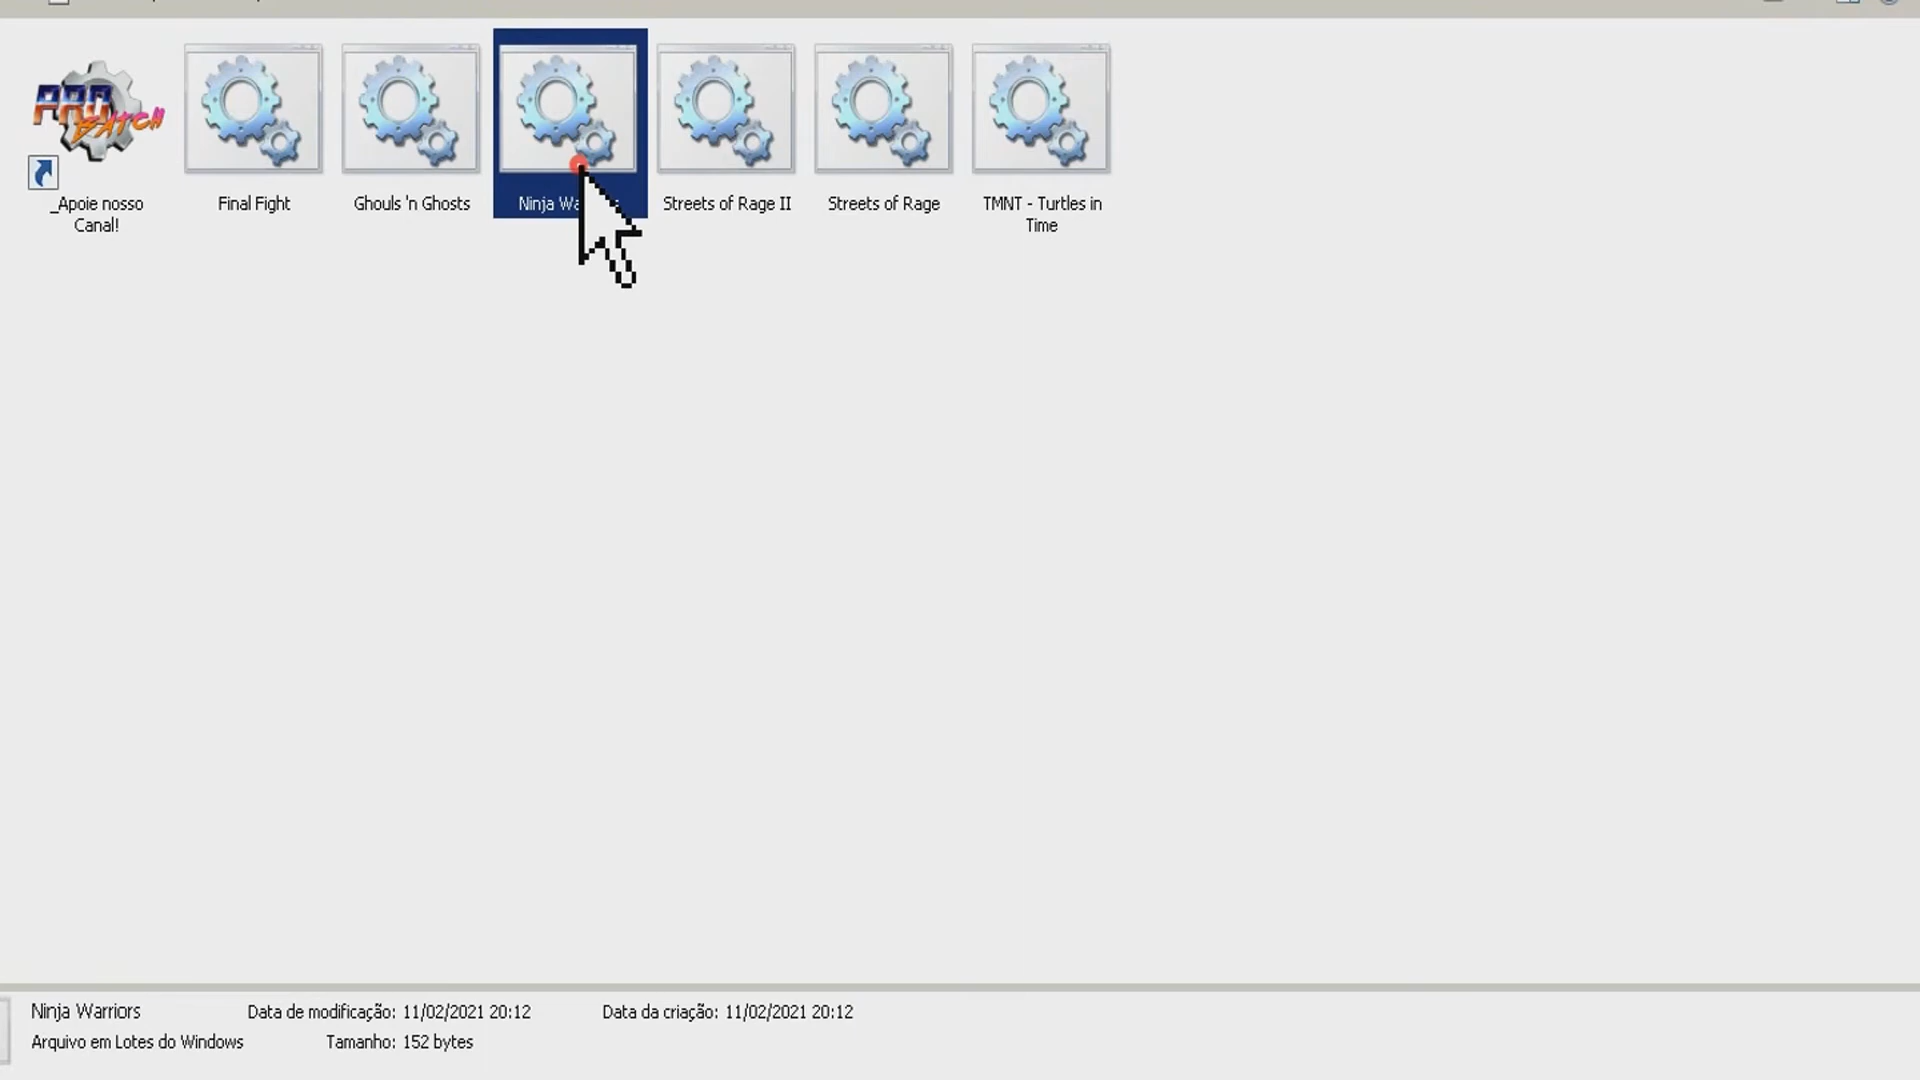 PRO
BATCH
_Apoie nosso
Canal!
Final Fight
Ghouls 'n Ghosts
Ninja Wa
Streets of Rage II
Streets of Rage
TMNT - Turtles in
Time
Ninja Warriors
Data de modificação: 11/02/2021 20:12
Data da criação: 11/02/2021 20:12
Arquivo em Lotes do Windows
Tamanho: 152 bytes